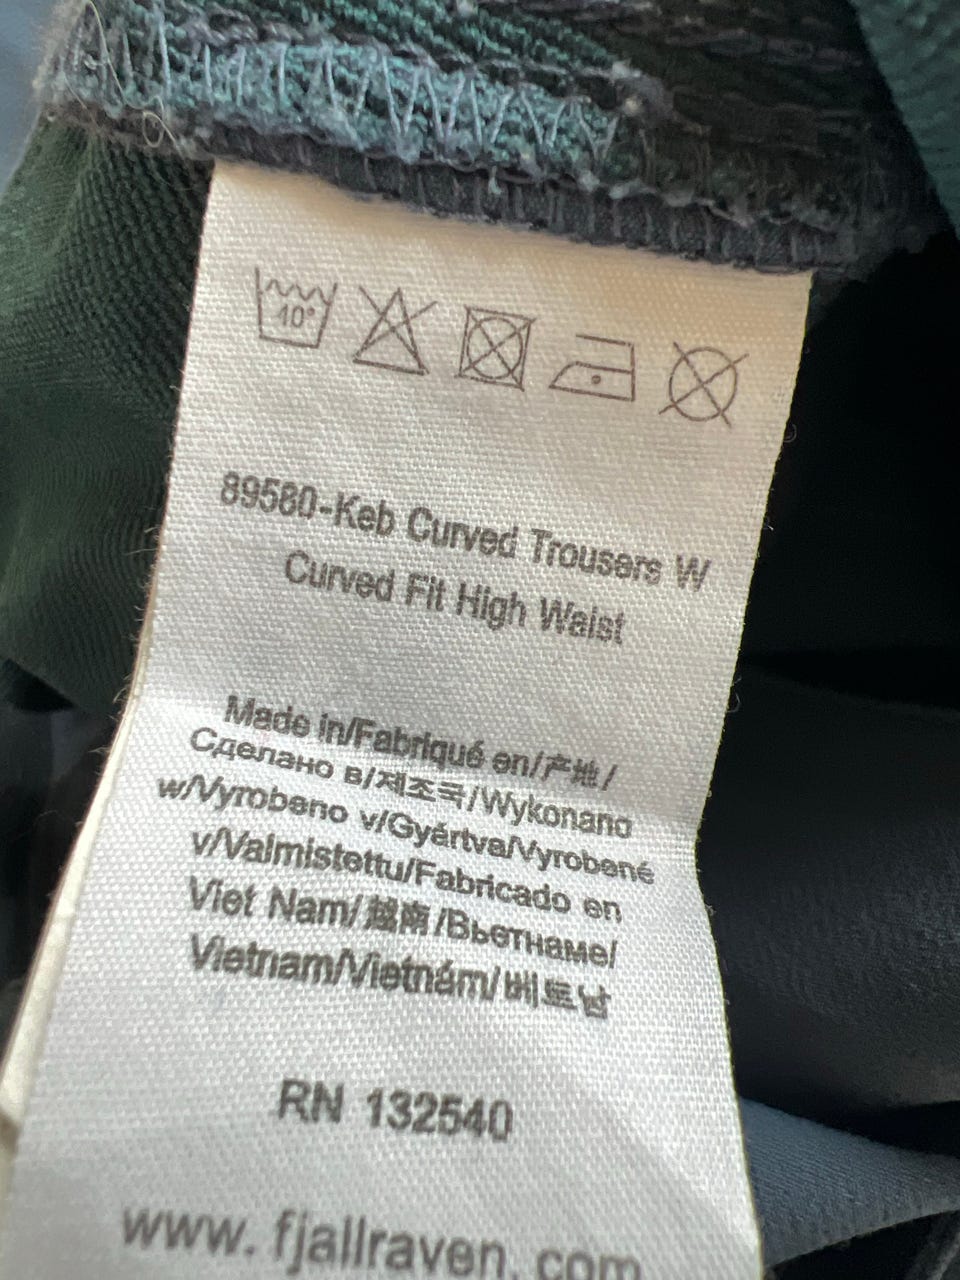 40°
89580-Keb Curved Trousers W
Curved Fit High Waist
Made in/Fabriqué en/产地/
Сделано в/제조국/Wykonano
w/Vyrobeno v/Gyártva/Vyrobené
v/Valmistettu/Fabricado en
Viet Nam/越南/Вьетнаме/
Vietnam/Vietnám/베트남
RN 132540
www.fjallraven.com